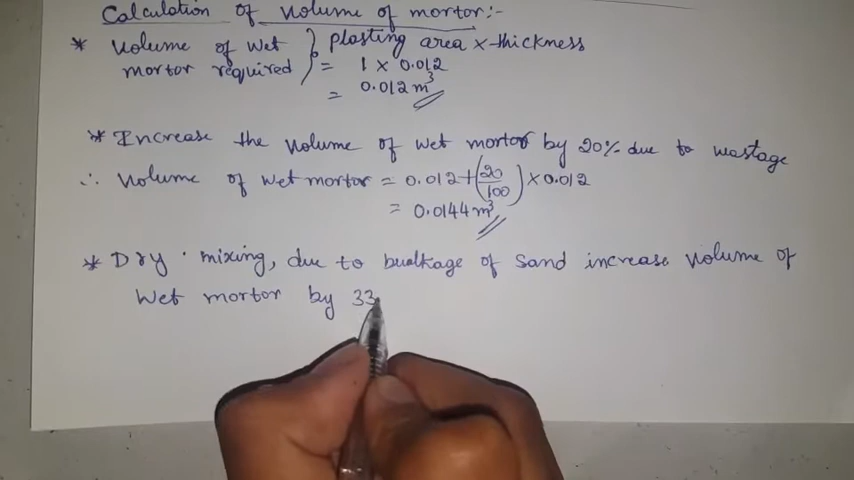 Calculation of volume of mortor:-
* Volume of wet } plasting area × thickness
mortor required = 1 × 0.012
= 0.012 m³
* Increase the volume of wet mortor by 20% due to wastage
∴ Volume of wet mortor = 0.012 + (20/100) × 0.012
= 0.0144 m³
* Dry mixing, due to bualkage of sand increase volume of
wet mortor by 33